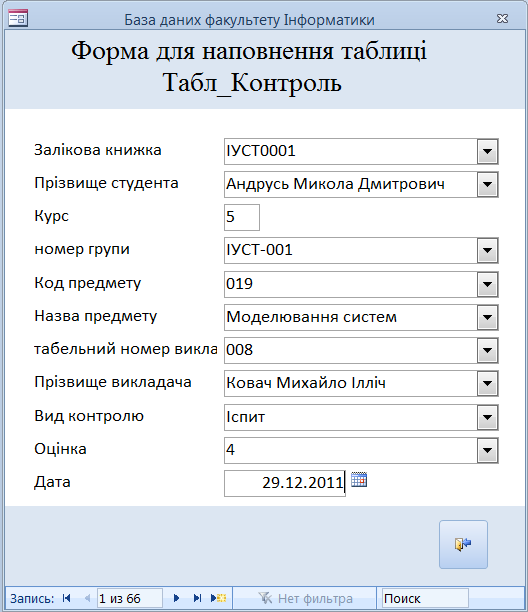 База даних факультету Інформатики
Форма для наповнення таблиці
Табл_Контроль
Залікова книжка ІУСТ0001
Прізвище студента Андрусь Микола Дмитрович
Курс 5
номер групи ІУСТ-001
Код предмету 019
Назва предмету Моделювання систем
табельний номер викла 008
Прізвище викладача Ковач Михайло Ілліч
Вид контролю Іспит
Оцінка 4
Дата 29.12.2011
Запись: 1 из 66 Нет фильтра Поиск